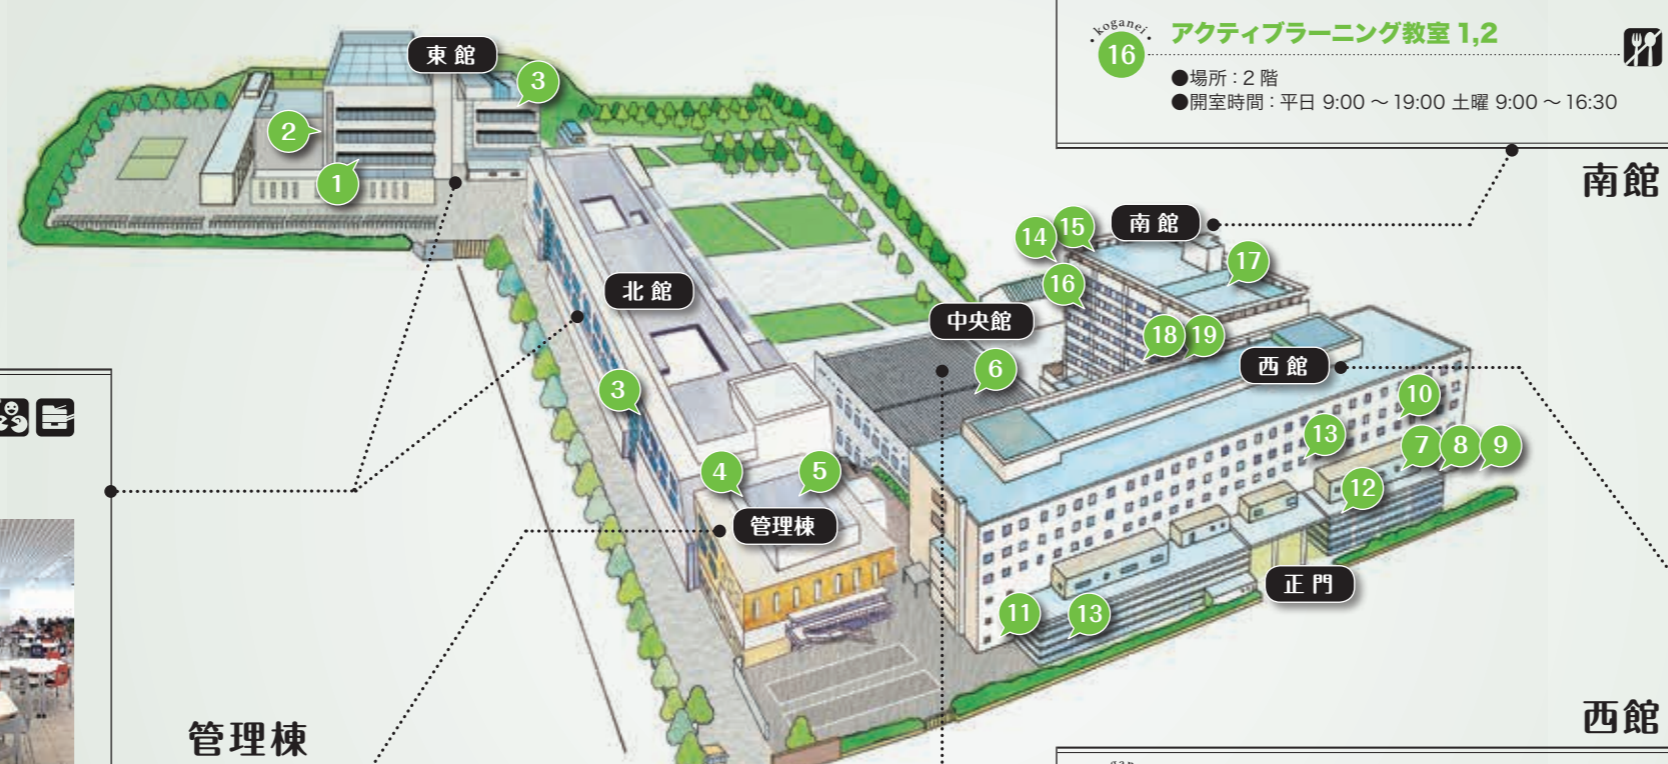 koganei
16
アクティブラーニング教室 1,2
●場所：2 階
●開室時間：平日 9:00 ～ 19:00 土曜 9:00 ～ 16:30
南館
東館
3
2
1
北館
3
4
5
管理棟
中央館
6
南館
14
15
16
17
18
19
西館
10
13
7
8
9
12
11
13
正門
管理棟
西館